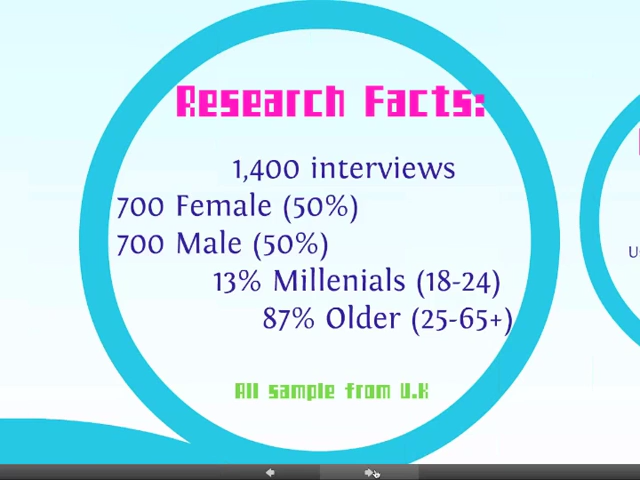 Research Facts:
1,400 interviews
700 Female (50%)
700 Male (50%)
13% Millenials (18-24)
87% Older (25-65+)
All sample from U.K